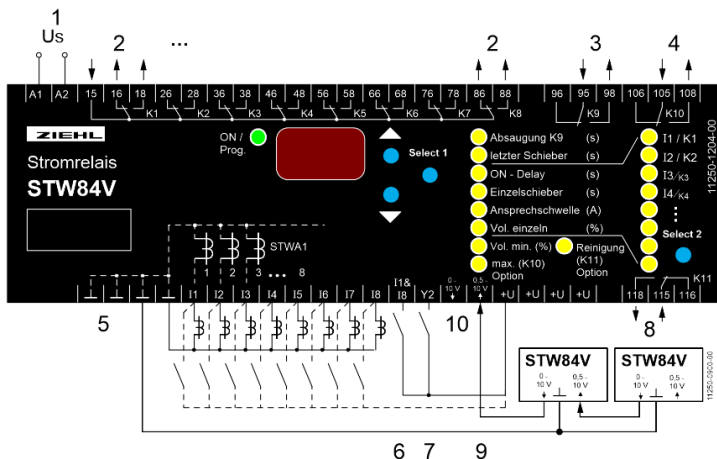 1
Us
2
...
2
3
4
A1 A2 15 16 18 26 28 36 38 46 48 56 58 66 68 76 78 86 88 96 95 98 106 105 108
K1 K2 K3 K4 K5 K6 K7 K8 K9 K10
ZIEHL
Stromrelais
STW84V
ON /
Prog.
Select 1
Absaugung K9 (s)
letzter Schieber (s)
ON - Delay (s)
Einzelschieber (s)
Ansprechschwelle (A)
Vol. einzeln (%)
Vol. min. (%)
max. (K10)
Option
Reinigung
(K11)
Option
I1 / K1
I2 / K2
I3/K3
I4/K4
⋮
Select 2
K11
11250-1204-00
STWA1
1 2 3 ... 8
I1 I2 I3 I4 I5 I6 I7 I8
I1&
I8
Y2
0 -
10 V
0,5 -
10 V
+U +U +U +U
118 115 116
5
10
8
STW84V
0 -
10 V
0,5 -
10 V
STW84V
0 -
10 V
0,5 -
10 V
11250-0900-00
6
7
9